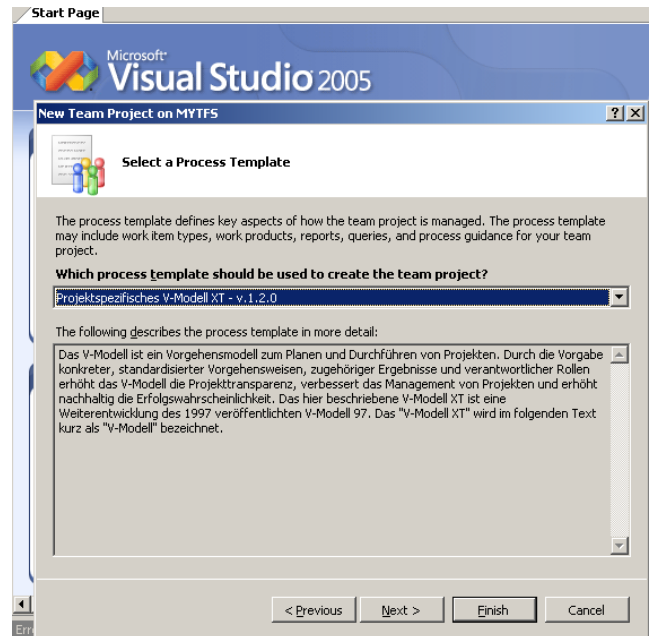 Start Page
Microsoft
Visual Studio 2005
New Team Project on MYTFS
Select a Process Template
The process template defines key aspects of how the team project is managed. The process template
may include work item types, work products, reports, queries, and process guidance for your team
project.
Which process template should be used to create the team project?
Projektspezifisches V-Modell XT - v.1.2.0
The following describes the process template in more detail:
Das V-Modell ist ein Vorgehensmodell zum Planen und Durchführen von Projekten. Durch die Vorgabe
konkreter, standardisierter Vorgehensweisen, zugehöriger Ergebnisse und verantwortlicher Rollen
erhöht das V-Modell die Projekttransparenz, verbessert das Management von Projekten und erhöht
nachhaltig die Erfolgswahrscheinlichkeit. Das hier beschriebene V-Modell XT ist eine
Weiterentwicklung des 1997 veröffentlichten V-Modell 97. Das "V-Modell XT" wird im folgenden Text
kurz als "V-Modell" bezeichnet.
< Previous Next > Finish Cancel